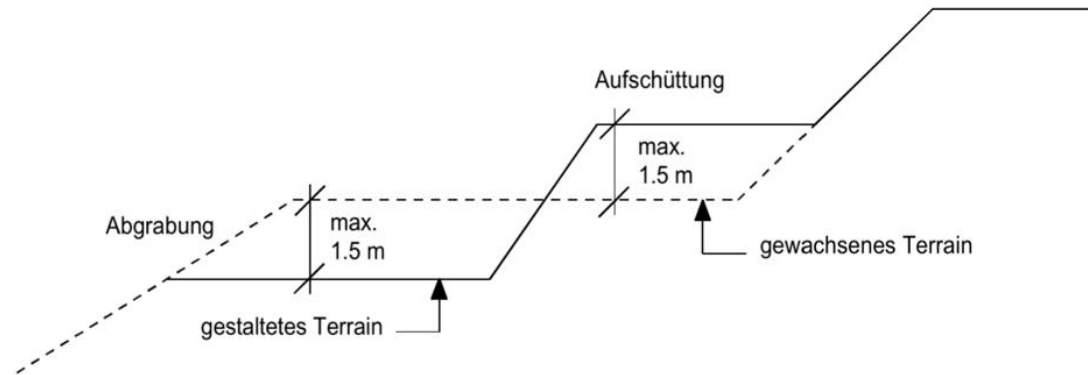 Aufschüttung
max.
1.5 m
Abgrabung
max.
1.5 m
gewachsenes Terrain
gestaltetes Terrain